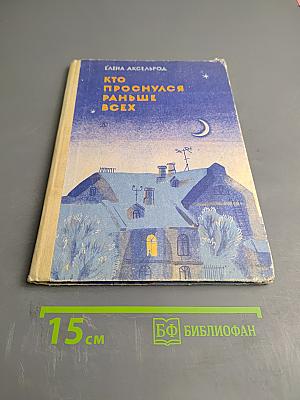 ЕЛЕНА АКСЕЛЬРОД
КТО
ПРОСНУЛСЯ
РАНЬШЕ
ВСЕХ
15 см
БФ БИБЛИОФАН